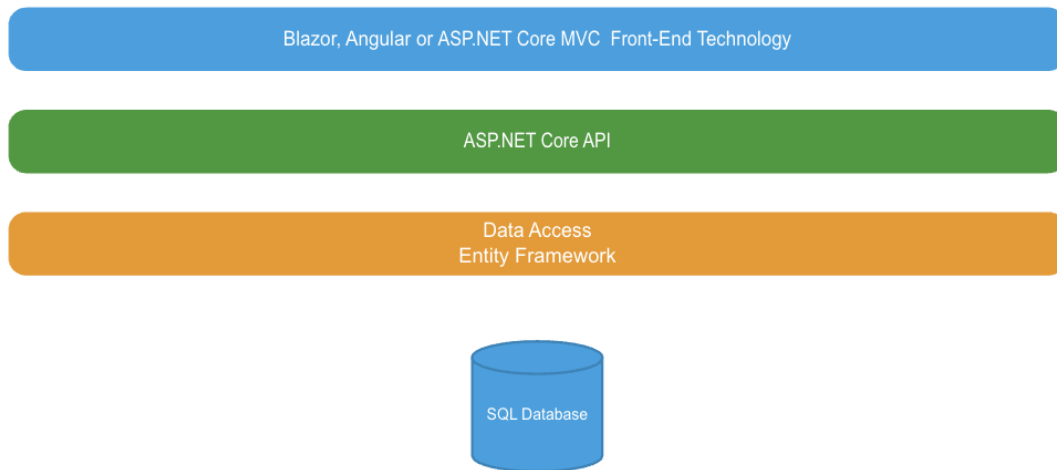 Blazor, Angular or ASP.NET Core MVC  Front-End Technology
ASP.NET Core API
Data Access
Entity Framework
SQL Database